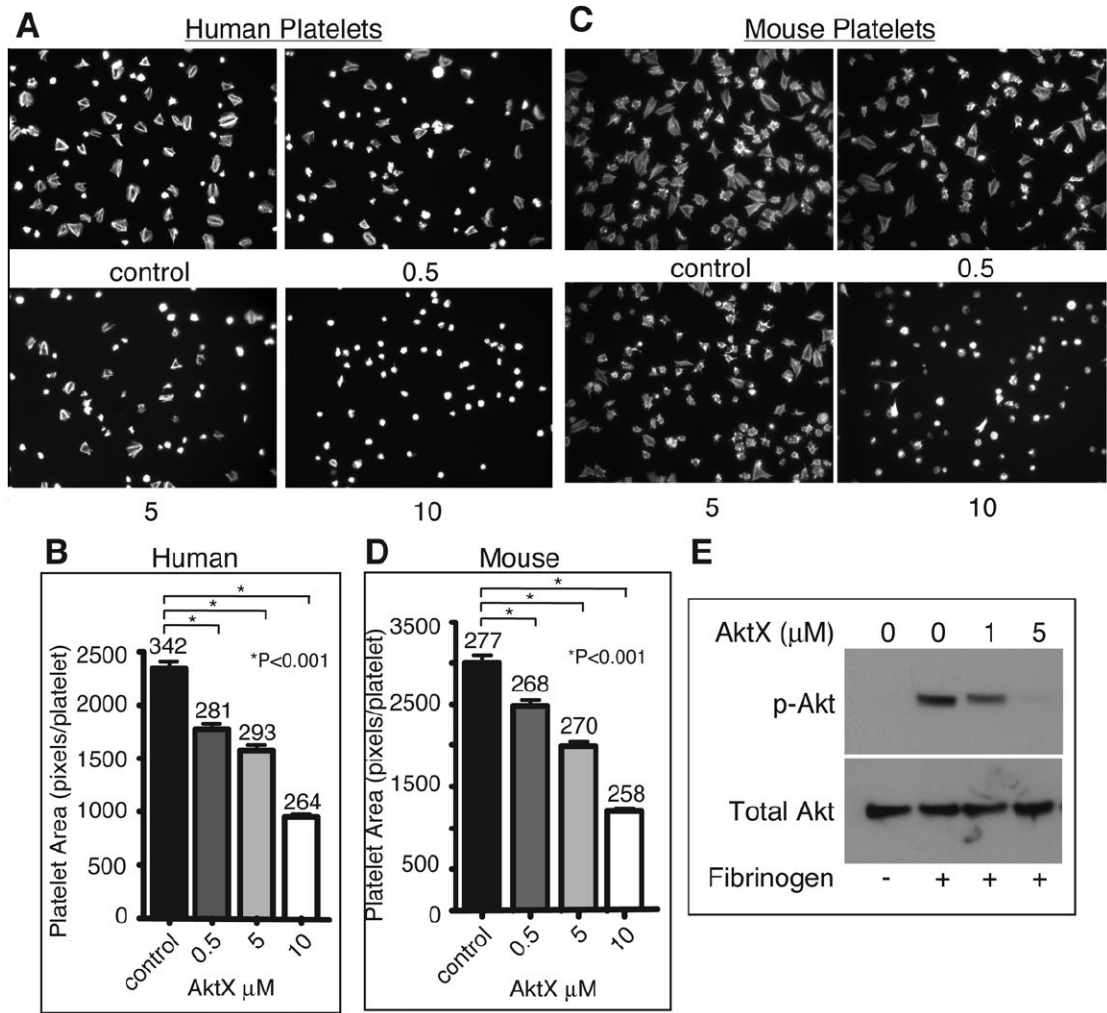 A
Human Platelets
control
0.5
5
10
C
Mouse Platelets
control
0.5
5
10
B
Human
Platelet Area (pixels/platelet)
2500
2000
1500
1000
500
0
342
281
293
264
*
*
*
*P<0.001
control
0.5
5
10
AktX μM
D
Mouse
Platelet Area (pixels/platelet)
3500
2500
1500
500
0
277
268
270
258
*
*
*
*P<0.001
control
0.5
5
10
AktX μM
E
AktX (μM) 0 0 1 5
p-Akt
Total Akt
Fibrinogen - + + +